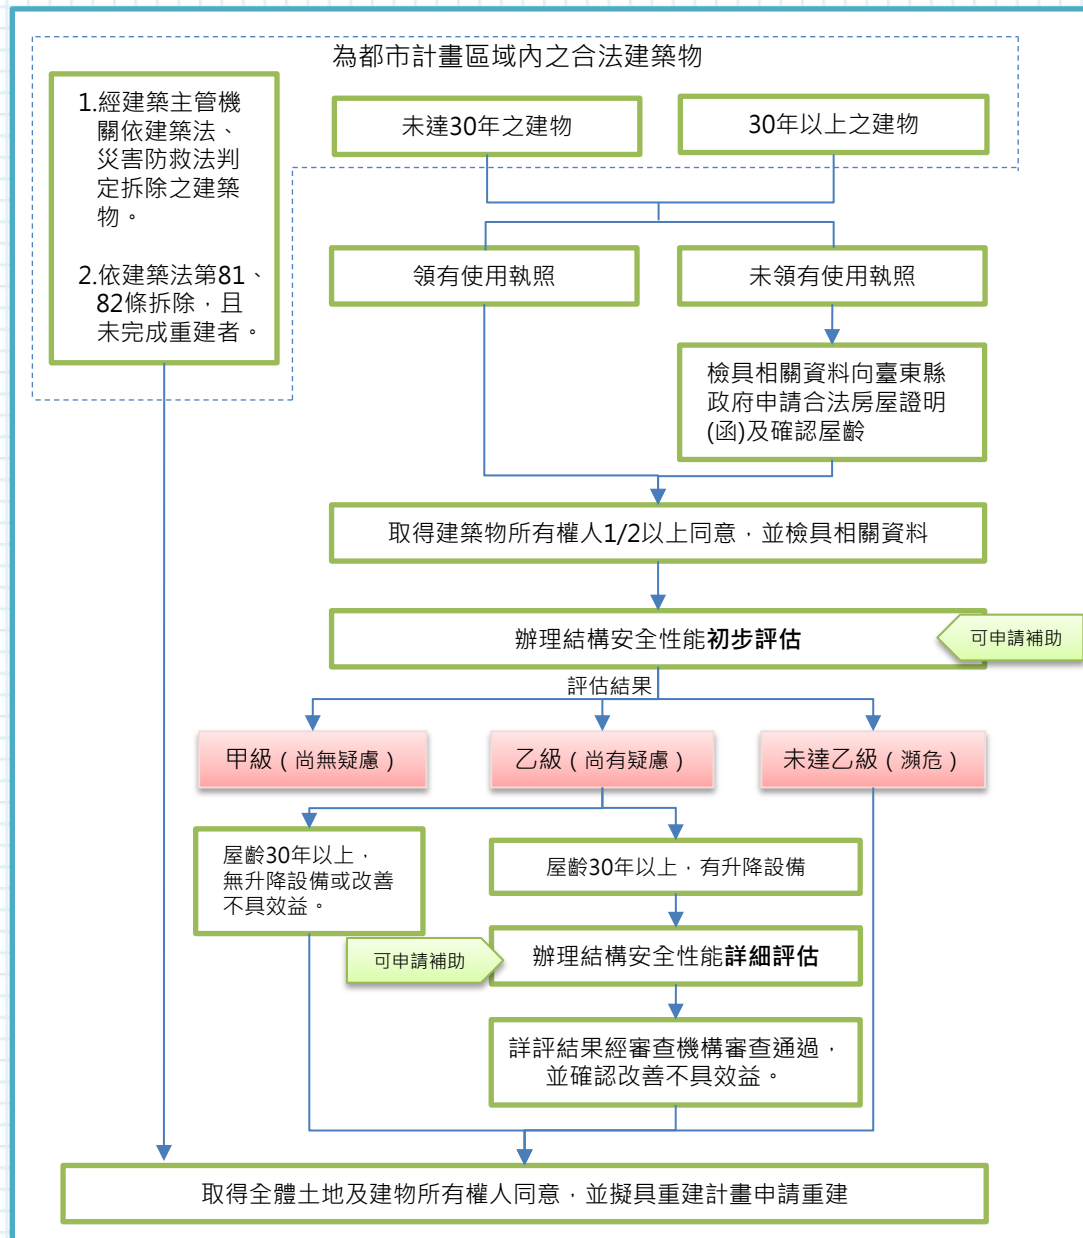 為都市計畫區域內之合法建築物
1.經建築主管機
關依建築法、
災害防救法判
定拆除之建築
物。
2.依建築法第81、
82條拆除，且
未完成重建者。
未達30年之建物
30年以上之建物
領有使用執照
未領有使用執照
檢具相關資料向臺東縣
政府申請合法房屋證明
(函)及確認屋齡
取得建築物所有權人1/2以上同意，並檢具相關資料
辦理結構安全性能初步評估
可申請補助
評估結果
甲級（尚無疑慮）
乙級（尚有疑慮）
未達乙級（瀕危）
屋齡30年以上，
無升降設備或改善
不具效益。
屋齡30年以上，有升降設備
可申請補助
辦理結構安全性能詳細評估
詳評結果經審查機構審查通過，
並確認改善不具效益。
取得全體土地及建物所有權人同意，並擬具重建計畫申請重建